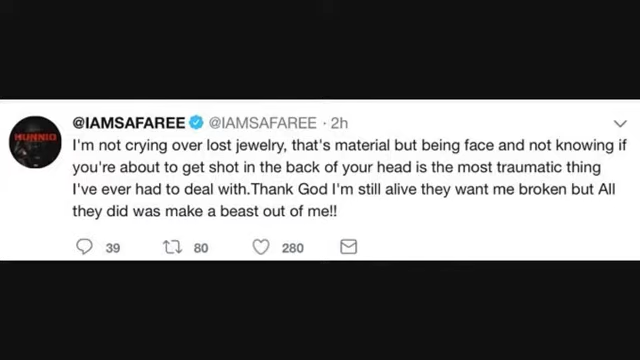 HUNNID
@IAMSAFAREE @IAMSAFAREE · 2h
I'm not crying over lost jewelry, that's material but being face and not knowing if
you're about to get shot in the back of your head is the most traumatic thing
I've ever had to deal with.Thank God I'm still alive they want me broken but All
they did was make a beast out of me!!
39 80 280